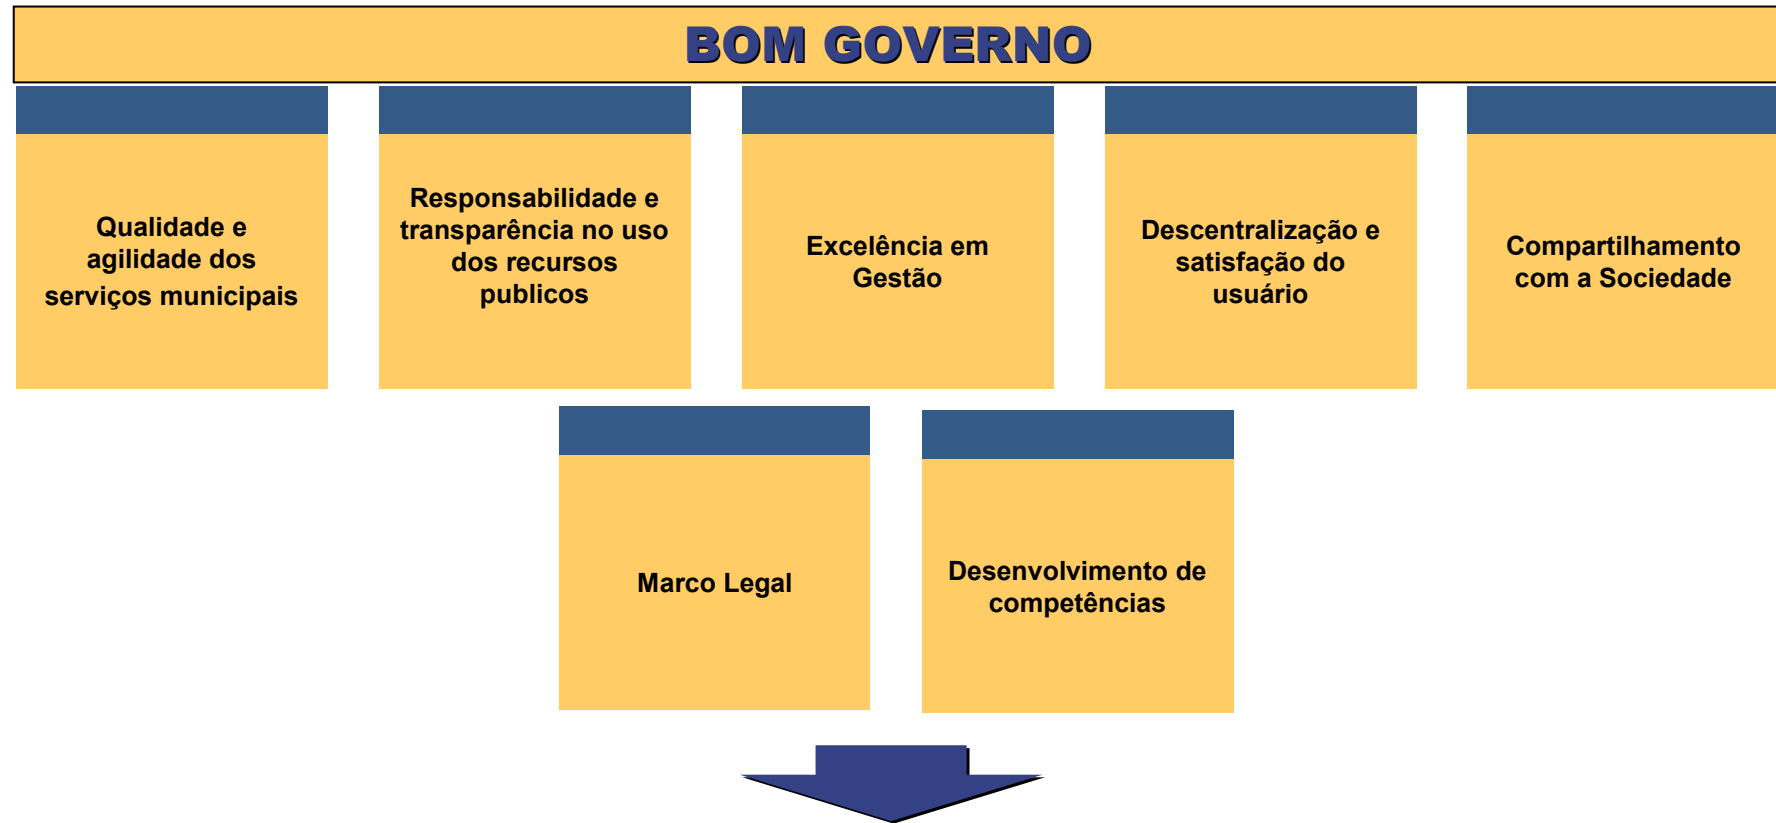 BOM GOVERNO
Qualidade e
agilidade dos
serviços municipais
Responsabilidade e
transparência no uso
dos recursos
publicos
Excelência em
Gestão
Descentralização e
satisfação do
usuário
Compartilhamento
com a Sociedade
Marco Legal
Desenvolvimento de
competências